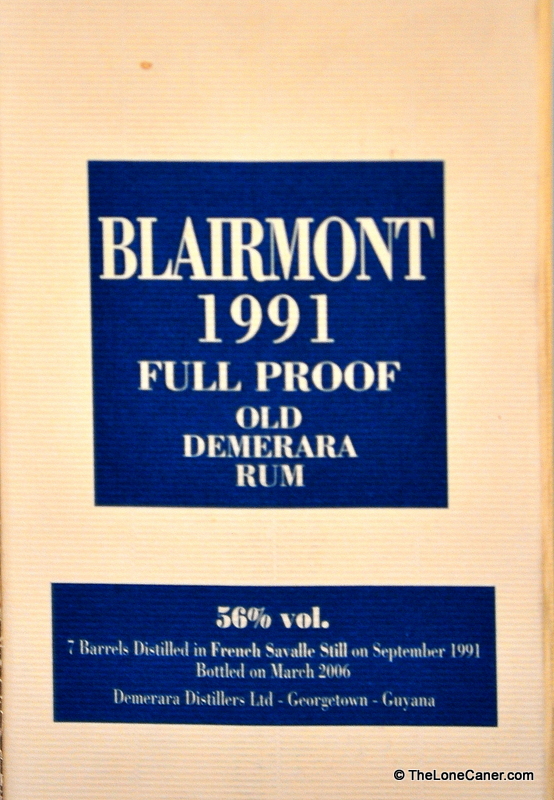 BLAIRMONT
1991
FULL PROOF
OLD
DEMERARA
RUM
56% vol.
7 Barrels Distilled in French Savalle Still on September 1991
Bottled on March 2006
Demerara Distillers Ltd - Georgetown - Guyana
© TheLoneCaner.com